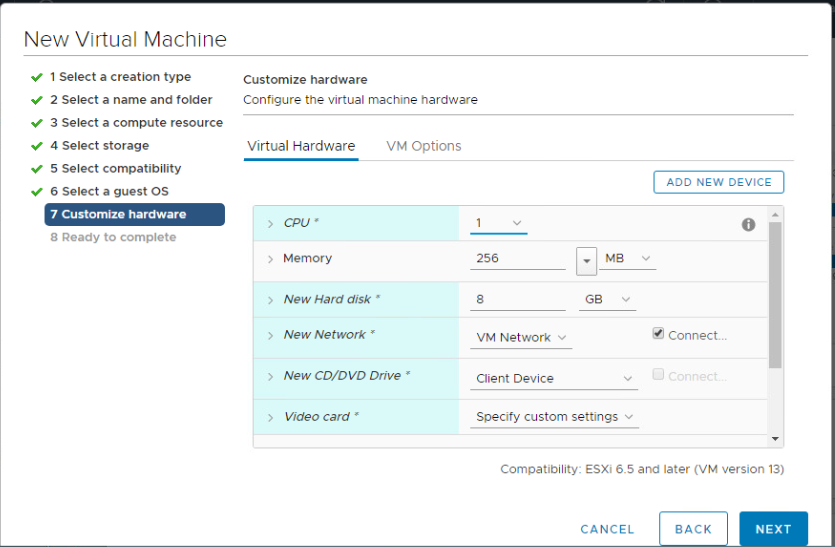 New Virtual Machine
1 Select a creation type
2 Select a name and folder
3 Select a compute resource
4 Select storage
5 Select compatibility
6 Select a guest OS
7 Customize hardware
8 Ready to complete
Customize hardware
Configure the virtual machine hardware
Virtual Hardware VM Options
ADD NEW DEVICE
CPU * 1
Memory 256 MB
New Hard disk * 8 GB
New Network * VM Network Connect...
New CD/DVD Drive * Client Device Connect...
Video card * Specify custom settings
Compatibility: ESXi 6.5 and later (VM version 13)
CANCEL BACK NEXT